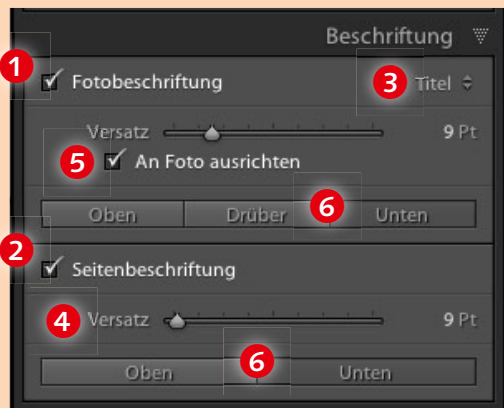 Beschriftung
1 Fotobeschriftung 3 Titel
Versatz 9 Pt
5 An Foto ausrichten
Oben Drüber 6 Unten
2 Seitenbeschriftung
4 Versatz 9 Pt
Oben 6 Unten